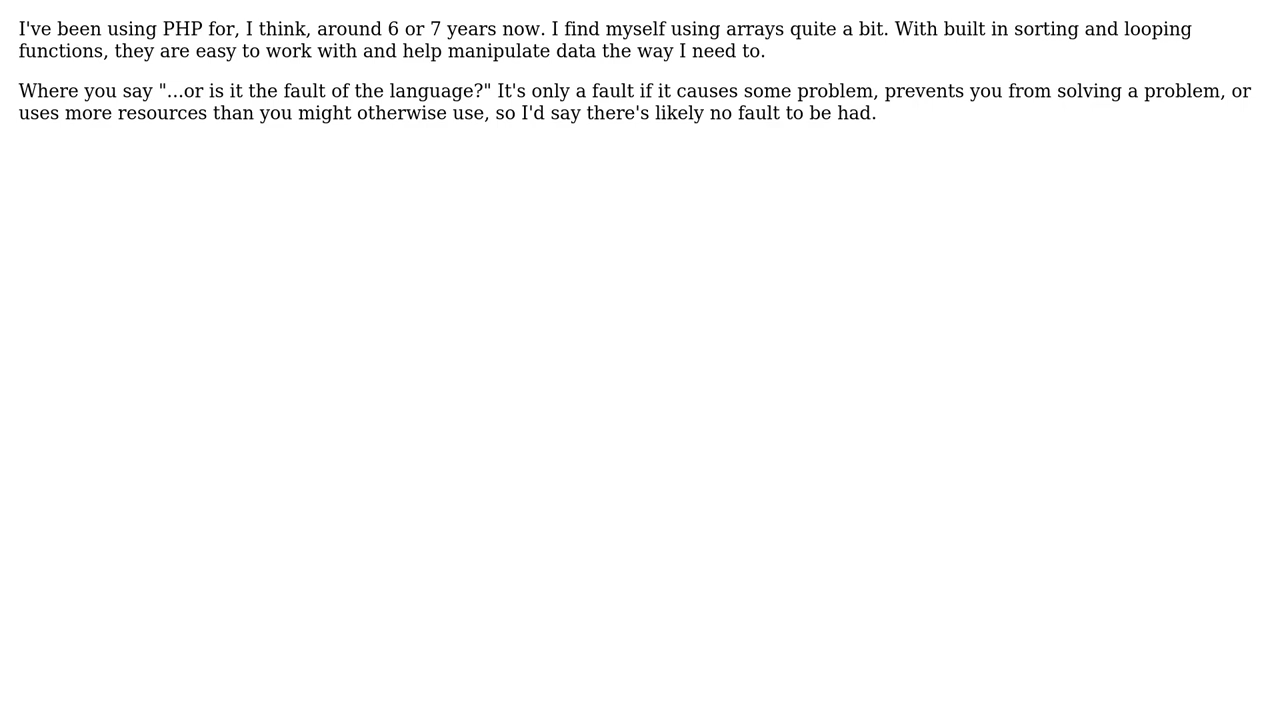 I've been using PHP for, I think, around 6 or 7 years now. I find myself using arrays quite a bit. With built in sorting and looping
functions, they are easy to work with and help manipulate data the way I need to.
Where you say "...or is it the fault of the language?" It's only a fault if it causes some problem, prevents you from solving a problem, or
uses more resources than you might otherwise use, so I'd say there's likely no fault to be had.